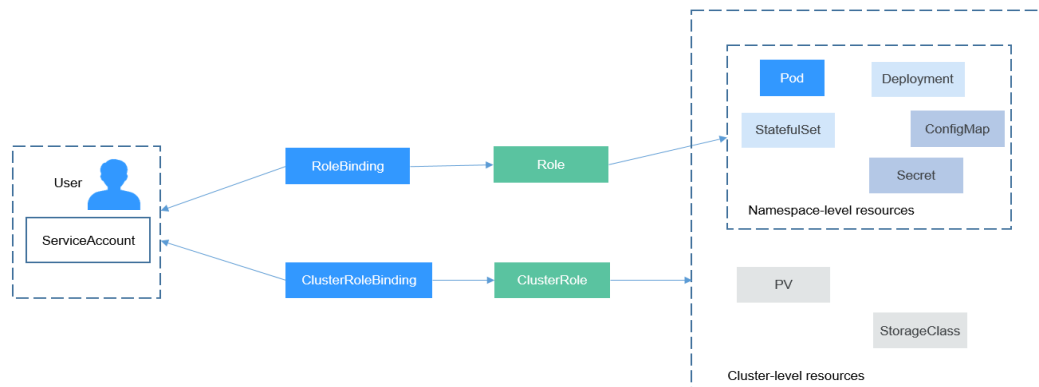 User
ServiceAccount
RoleBinding
Role
ClusterRoleBinding
ClusterRole
Pod
Deployment
StatefulSet
ConfigMap
Secret
Namespace-level resources
PV
StorageClass
Cluster-level resources